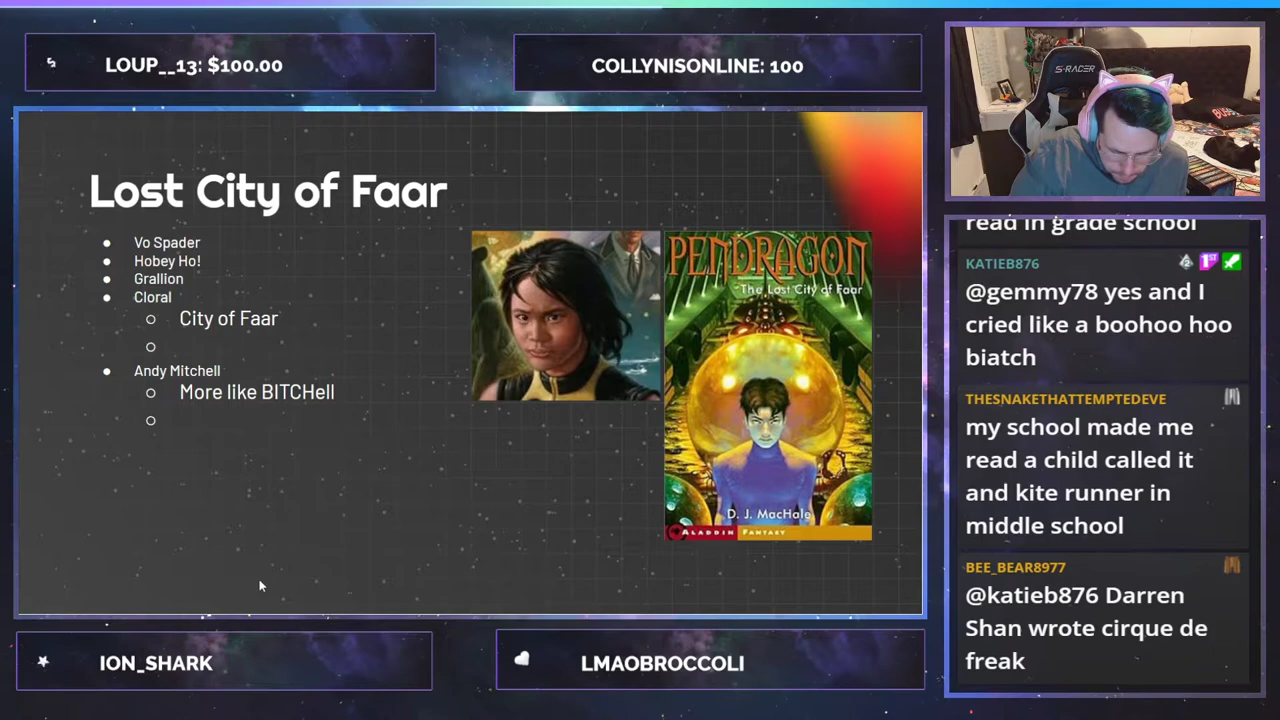 LOUP__13: $100.00
COLLYNISONLINE: 100
S-RACER
Lost City of Faar
Vo Spader
Hobey Ho!
Grallion
Cloral
City of Faar
Andy Mitchell
More like BITCHell
PENDRAGON
The Lost City of Faar
D. J. MacHale
ALADDIN FANTASY
read in grade school
KATIEB876
@gemmy78 yes and I
cried like a boohoo hoo
biatch
THESNAKETHATTEMPTEDEVE
my school made me
read a child called it
and kite runner in
middle school
BEE_BEAR8977
@katieb876 Darren
Shan wrote cirque de
freak
ION_SHARK
LMAOBROCCOLI